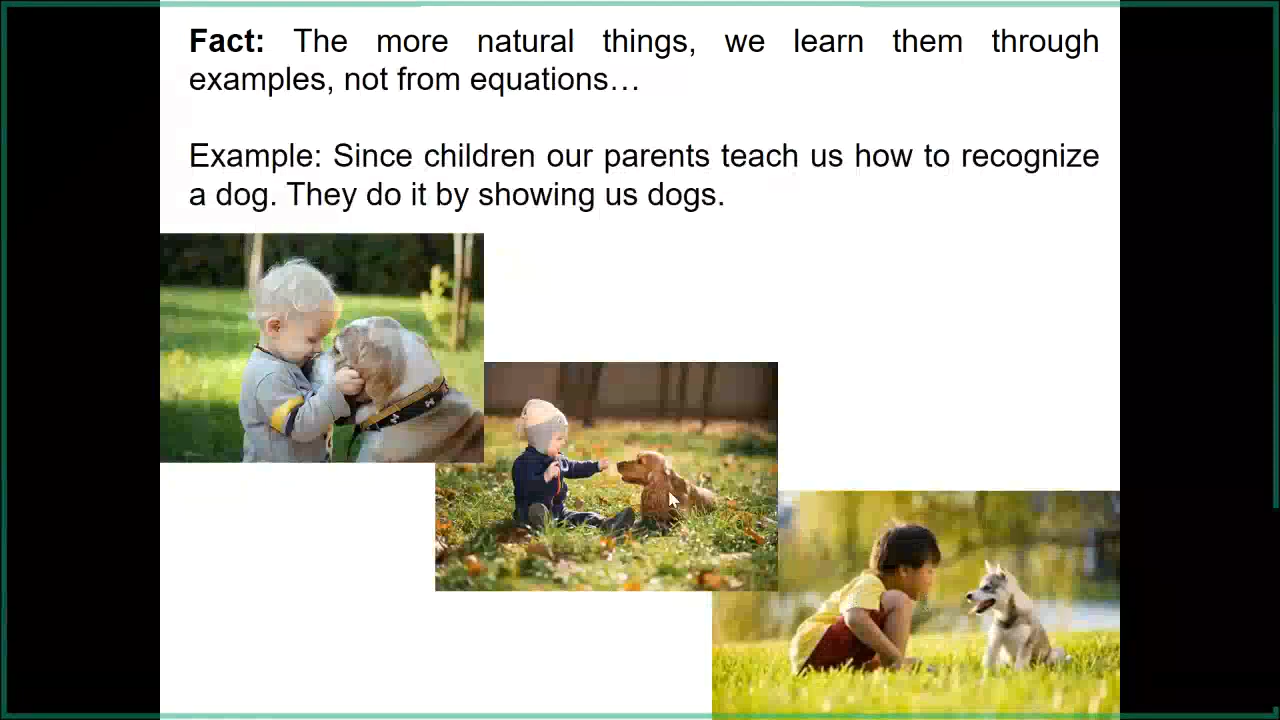 Fact: The more natural things, we learn them through
examples, not from equations…
Example: Since children our parents teach us how to recognize
a dog. They do it by showing us dogs.